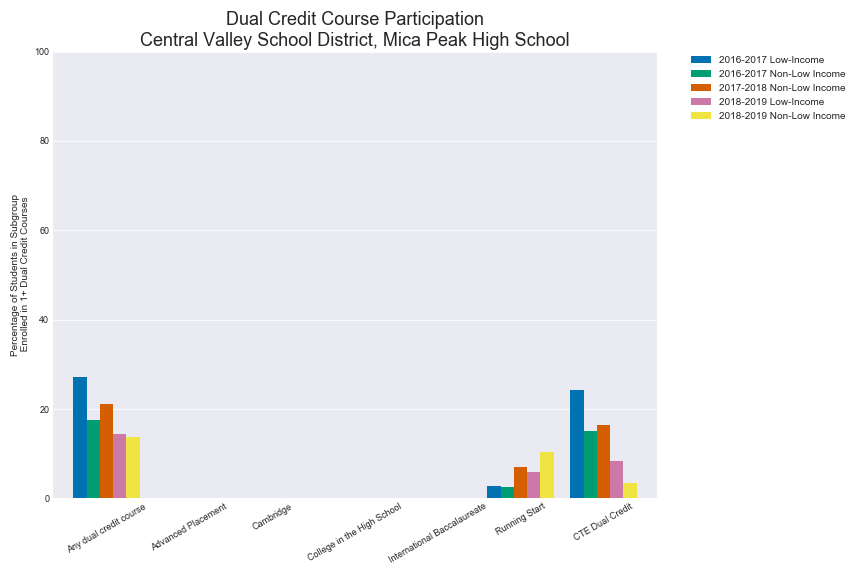 Dual Credit Course Participation
Central Valley School District, Mica Peak High School
2016-2017 Low-Income
2016-2017 Non-Low Income
2017-2018 Non-Low Income
2018-2019 Low-Income
2018-2019 Non-Low Income
Percentage of Students in Subgroup
Enrolled in 1+ Dual Credit Courses
100
80
60
40
20
0
Any dual credit course
Advanced Placement
Cambridge
College in the High School
International Baccalaureate
Running Start
CTE Dual Credit